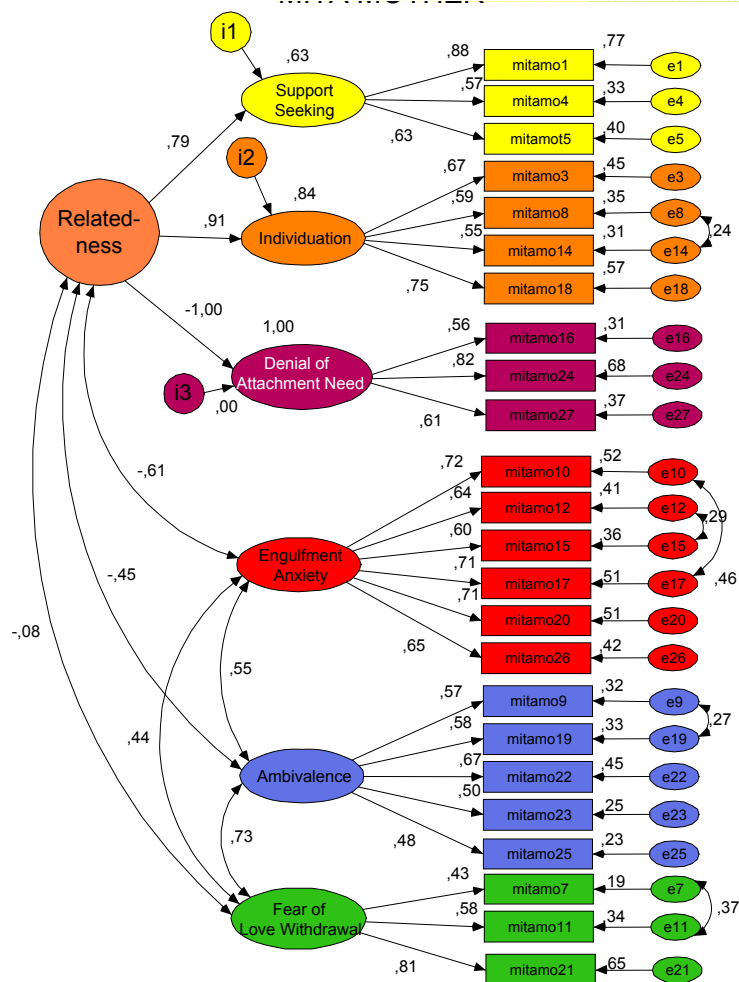 MITA MOTHER
i1
,63
,88
,77
mitamo1
e1
Support
Seeking
,57
mitamo4
,33
e4
,79
,63
mitamot5
,40
e5
i2
,84
,67
mitamo3
,45
e3
Related-
ness
,91
Individuation
,59
mitamo8
,35
e8
,24
,55
mitamo14
,31
e14
,75
mitamo18
,57
e18
-1,00
1,00
,56
mitamo16
,31
e16
Denial of
Attachment Need
,82
mitamo24
,68
e24
i3
,00
,61
mitamo27
,37
e27
-,61
,72
mitamo10
,52
e10
,64
mitamo12
,41
e12
,29
Engulfment
Anxiety
,60
mitamo15
,36
e15
-,45
,71
mitamo17
,51
e17
,46
,71
mitamo20
,51
e20
-,08
,65
mitamo26
,42
e26
,55
,57
mitamo9
,32
e9
,27
,44
,58
mitamo19
,33
e19
Ambivalence
,67
mitamo22
,45
e22
,50
mitamo23
,25
e23
,73
,48
mitamo25
,23
e25
,43
mitamo7
,19
e7
,37
Fear of
Love Withdrawal
,58
mitamo11
,34
e11
,81
mitamo21
,65
e21